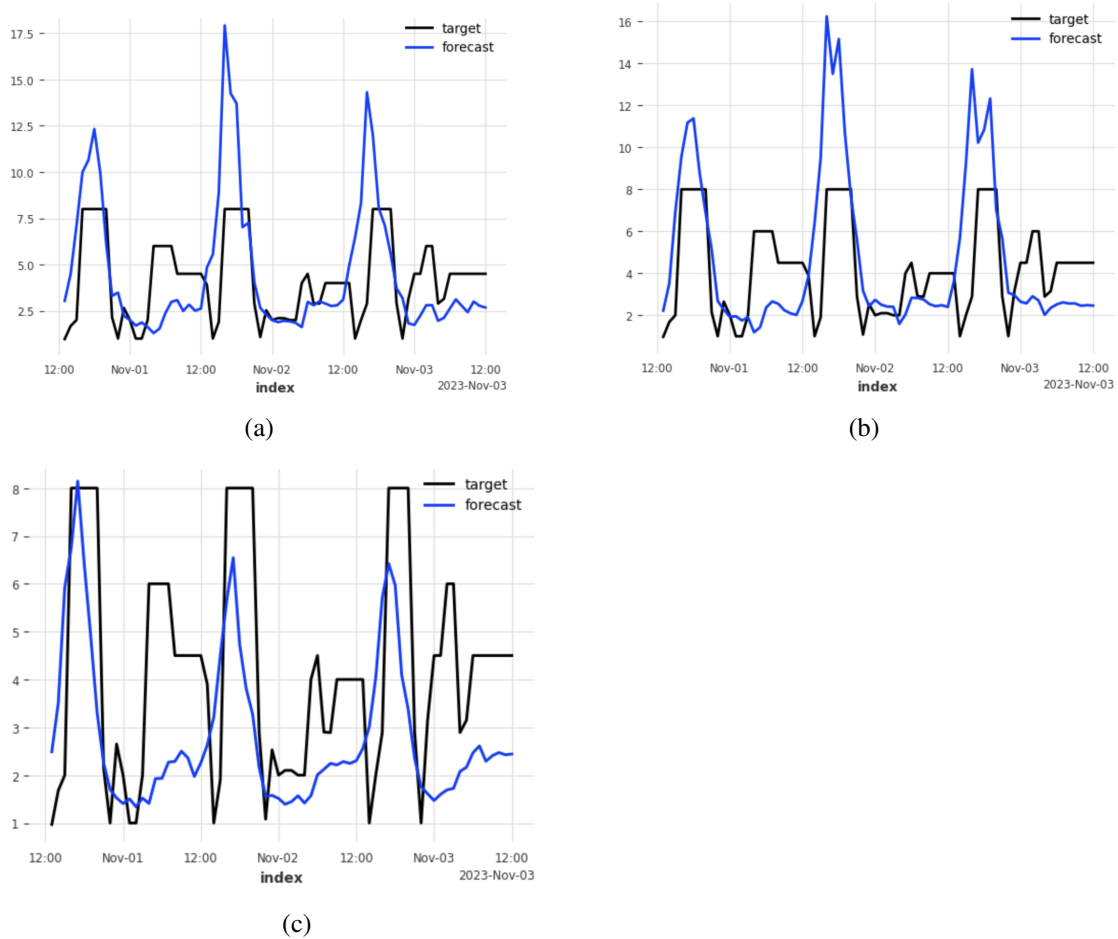 target
forecast
17.5
15.0
12.5
10.0
7.5
5.0
2.5
12:00 Nov-01 12:00 Nov-02 12:00 Nov-03 12:00
index 2023-Nov-03
(a)
target
forecast
16
14
12
10
8
6
4
2
12:00 Nov-01 12:00 Nov-02 12:00 Nov-03 12:00
index 2023-Nov-03
(b)
target
forecast
8
7
6
5
4
3
2
1
12:00 Nov-01 12:00 Nov-02 12:00 Nov-03 12:00
index 2023-Nov-03
(c)